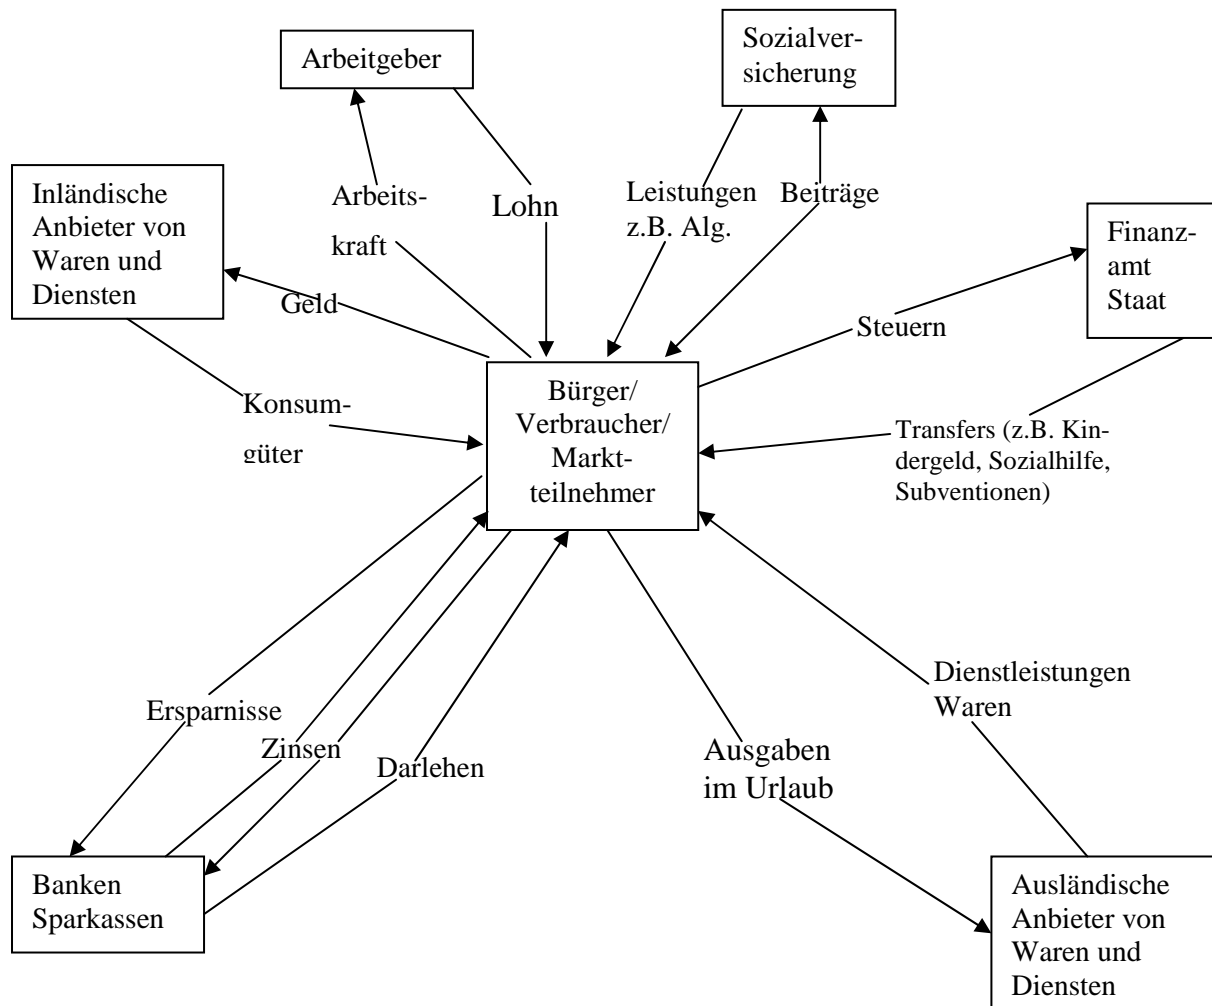 Arbeitgeber
Sozialver-
sicherung
Inländische
Anbieter von
Waren und
Diensten
Arbeits-
kraft
Lohn
Leistungen
z.B. Alg.
Beiträge
Finanz-
amt
Staat
Geld
Steuern
Konsum-
güter
Bürger/
Verbraucher/
Markt-
teilnehmer
Transfers (z.B. Kin-
dergeld, Sozialhilfe,
Subventionen)
Ersparnisse
Zinsen
Darlehen
Ausgaben
im Urlaub
Dienstleistungen
Waren
Banken
Sparkassen
Ausländische
Anbieter von
Waren und
Diensten